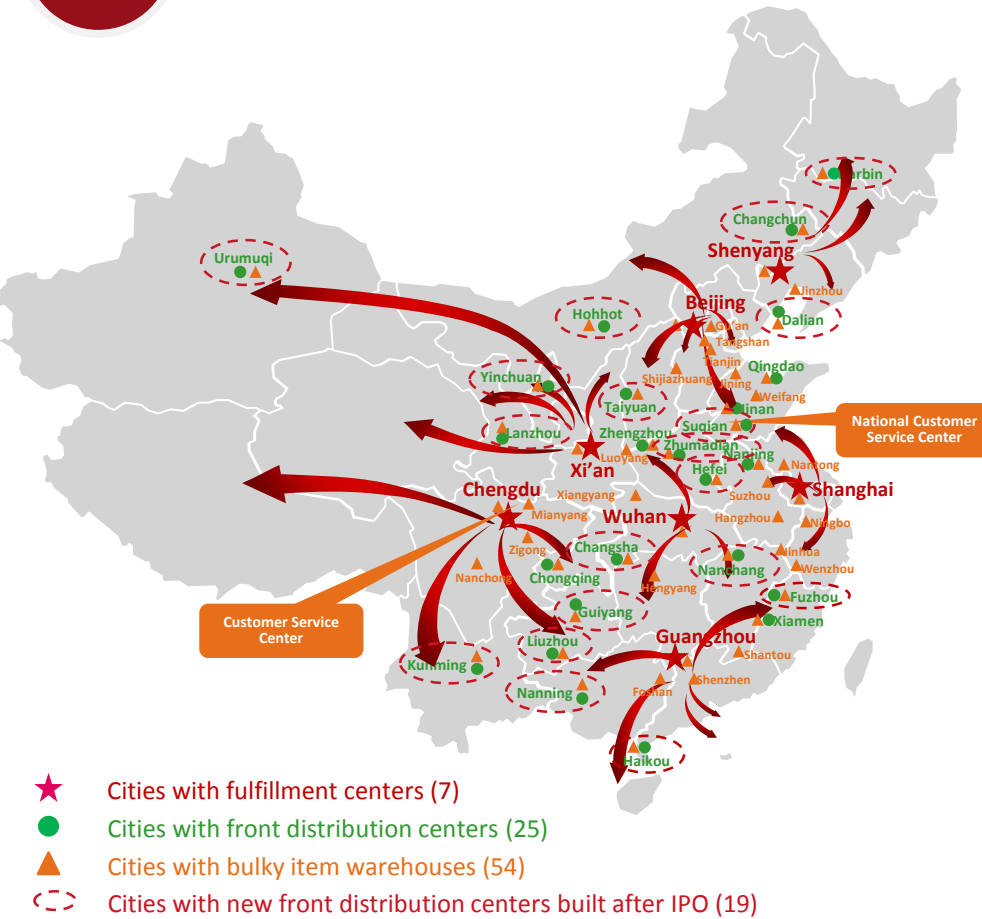 Harbin
Changchun
Shenyang
Urumuqi
Jinzhou
Beijing
Hohhot
Dalian
Gu'an
Tangshan
Tianjin
Qingdao
Yinchuan
Shijiazhuang
Jining
Weifang
Taiyuan
Jinan
National Customer
Service Center
Suqian
Lanzhou
Zhengzhou
Zhumadian
Luoyang
Nanjing
Nantong
Xi'an
Hefei
Chengdu
Xiangyang
Suzhou
Shanghai
Mianyang
Wuhan
Hangzhou
Ningbo
Zigong
Changsha
Jinhua
Nanchong
Chongqing
Nanchang
Wenzhou
Hengyang
Fuzhou
Guiyang
Xiamen
Customer Service
Center
Liuzhou
Guangzhou
Shantou
Kunming
Nanning
Foshan
Shenzhen
Haikou
Cities with fulfillment centers (7)
Cities with front distribution centers (25)
Cities with bulky item warehouses (54)
Cities with new front distribution centers built after IPO (19)